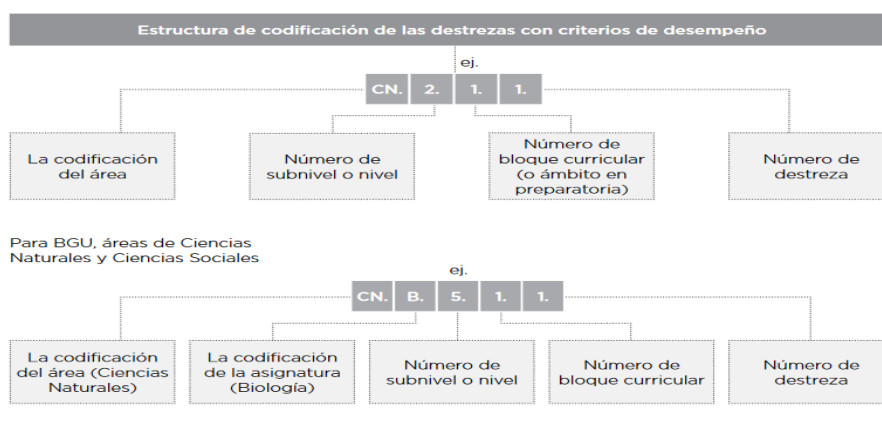 Estructura de codificación de las destrezas con criterios de desempeño
ej.
CN. 2. 1. 1.
La codificación
del área
Número de
subnivel o nivel
Número de
bloque curricular
(o ámbito en
preparatoria)
Número de
destreza
Para BGU, áreas de Ciencias
Naturales y Ciencias Sociales
ej.
CN. B. 5. 1. 1.
La codificación
del área (Ciencias
Naturales)
La codificación
de la asignatura
(Biología)
Número de
subnivel o nivel
Número de
bloque curricular
Número de
destreza